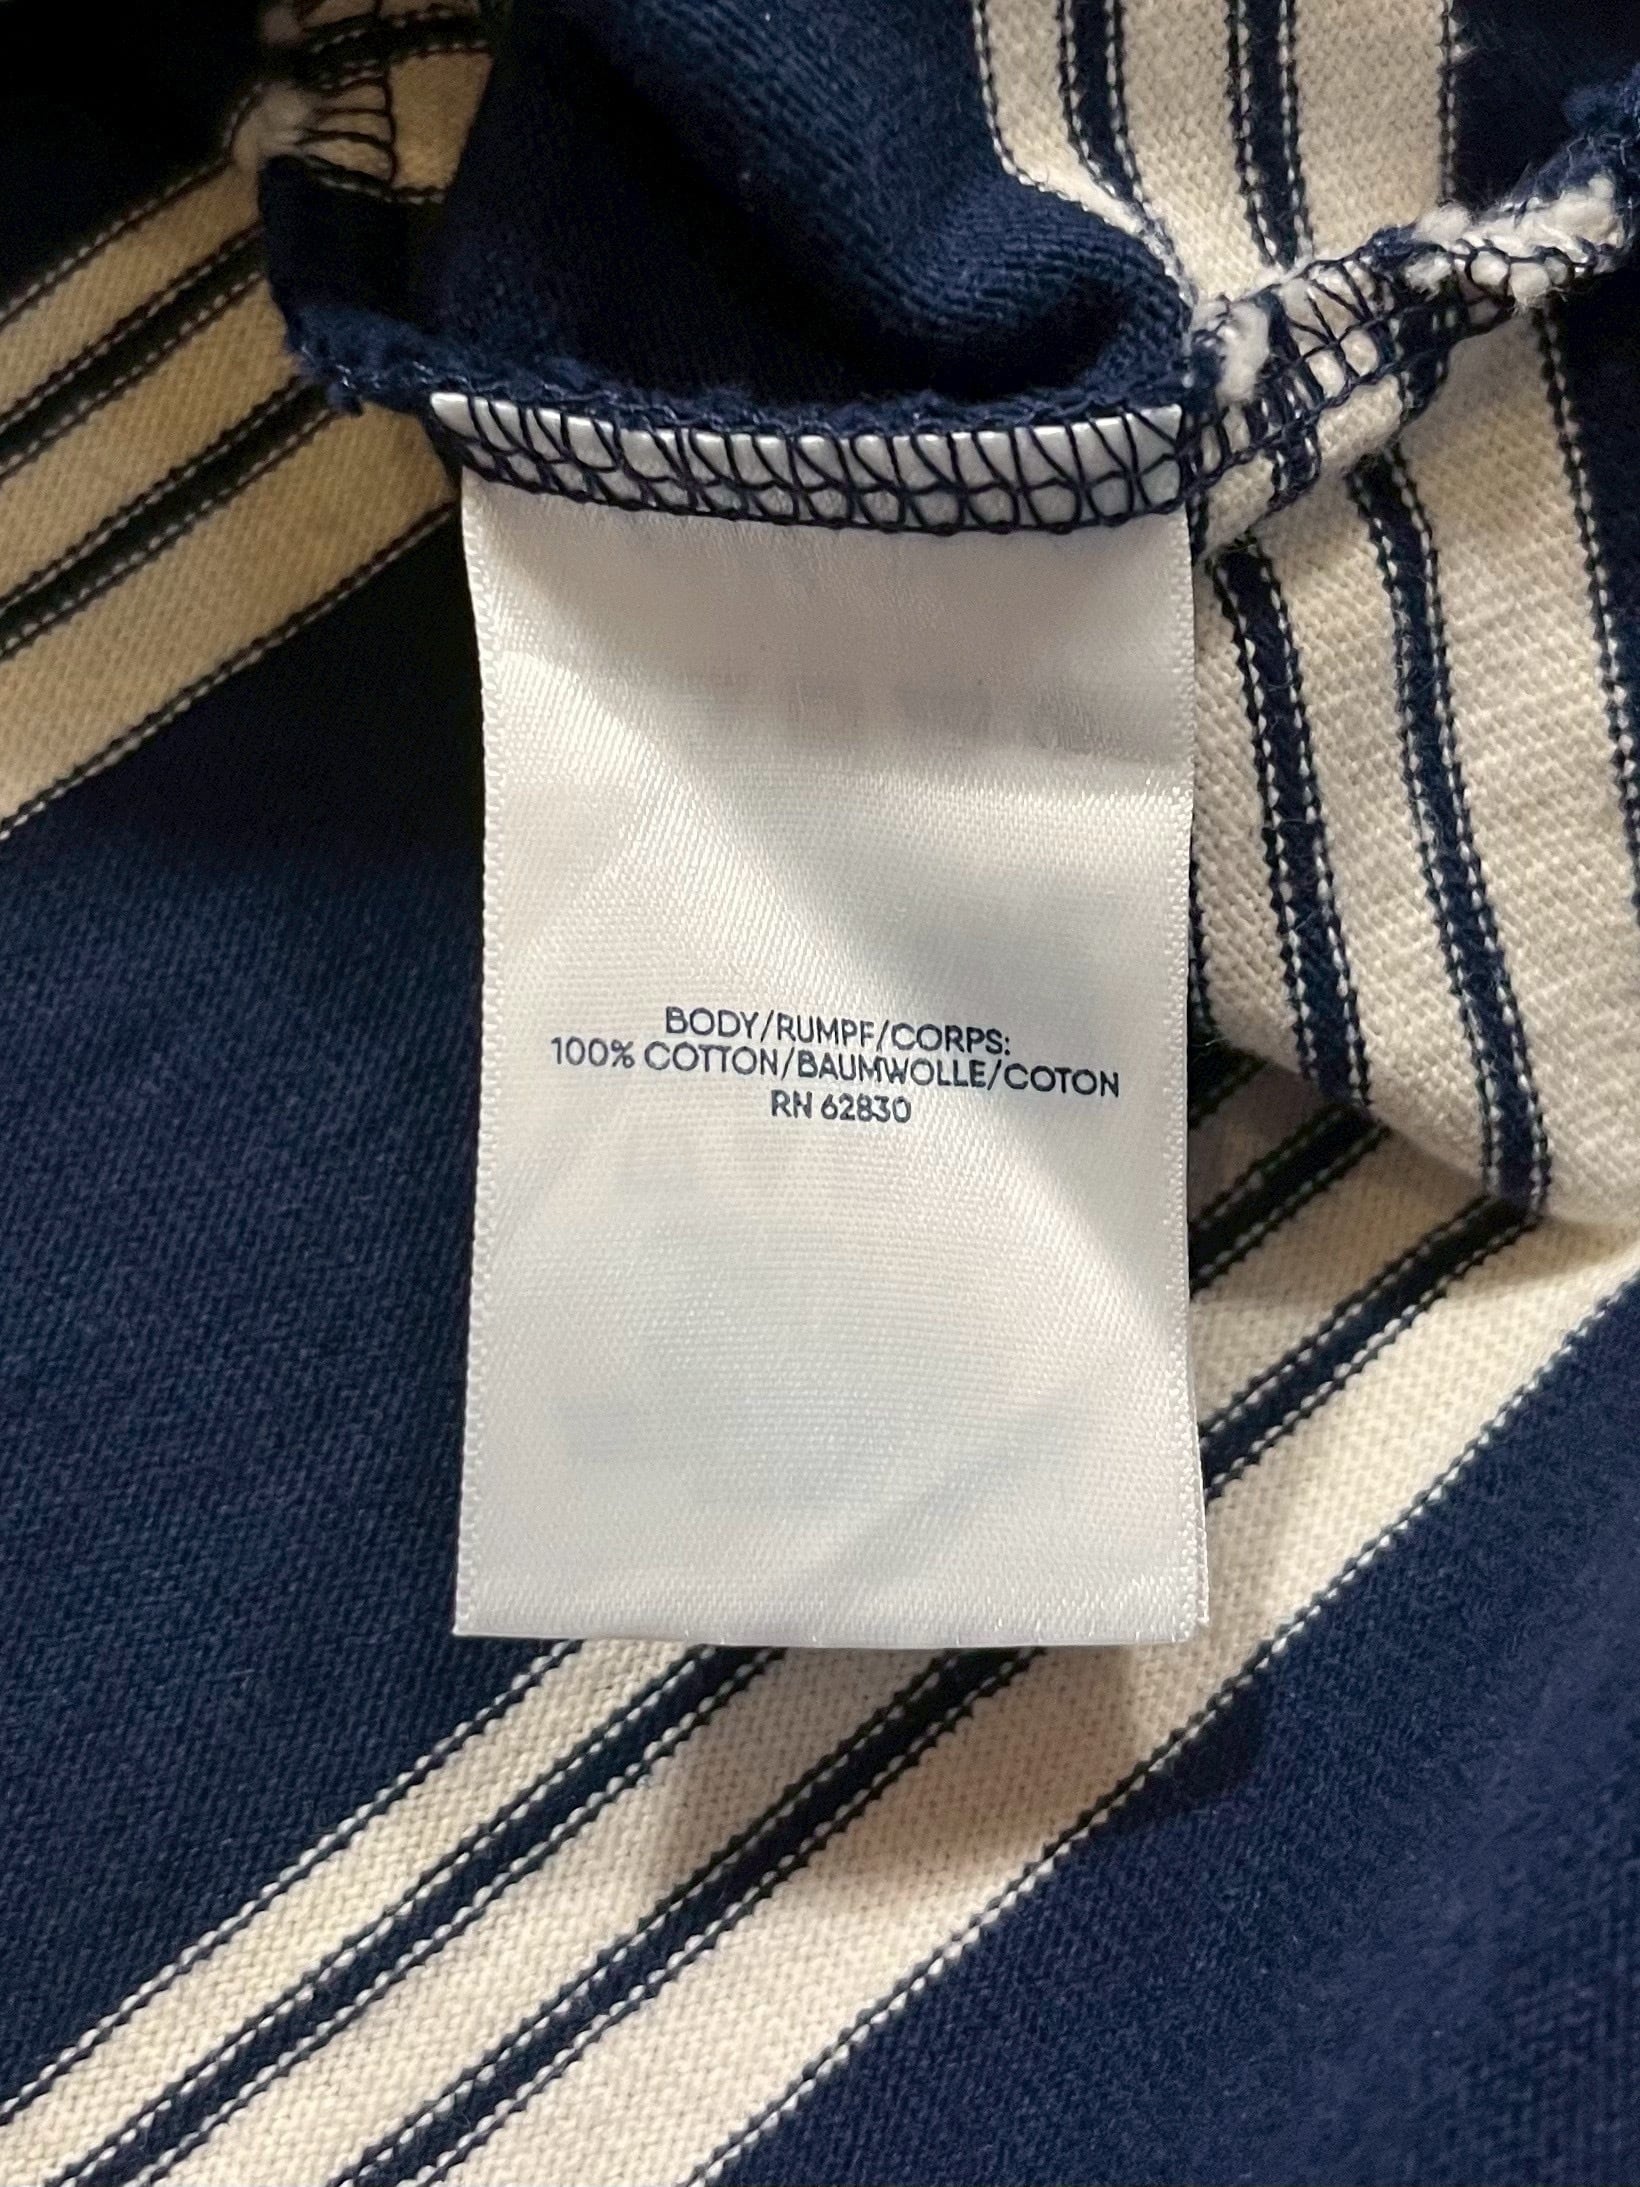 BODY/RUMPF/CORPS:
100% COTTON/BAUMWOLLE/COTON
RN 62830